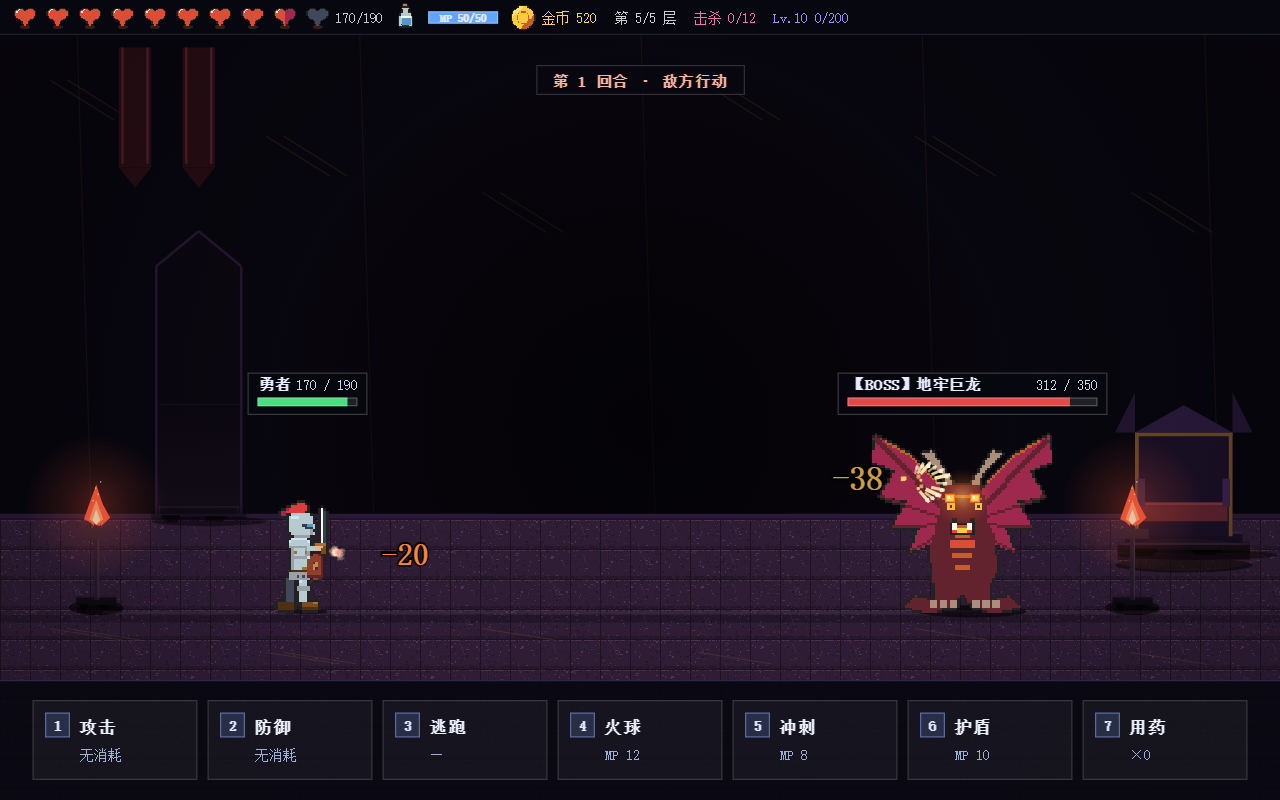 170/190 MP 50/50 金币 520 第 5/5 层 击杀 0/12 Lv.10 0/200
第 1 回合 · 敌方行动
勇者 170 / 190
【BOSS】地牢巨龙 312 / 350
-38
-20
1 攻击
无消耗
2 防御
无消耗
3 逃跑
—
4 火球
MP 12
5 冲刺
MP 8
6 护盾
MP 10
7 用药
×0